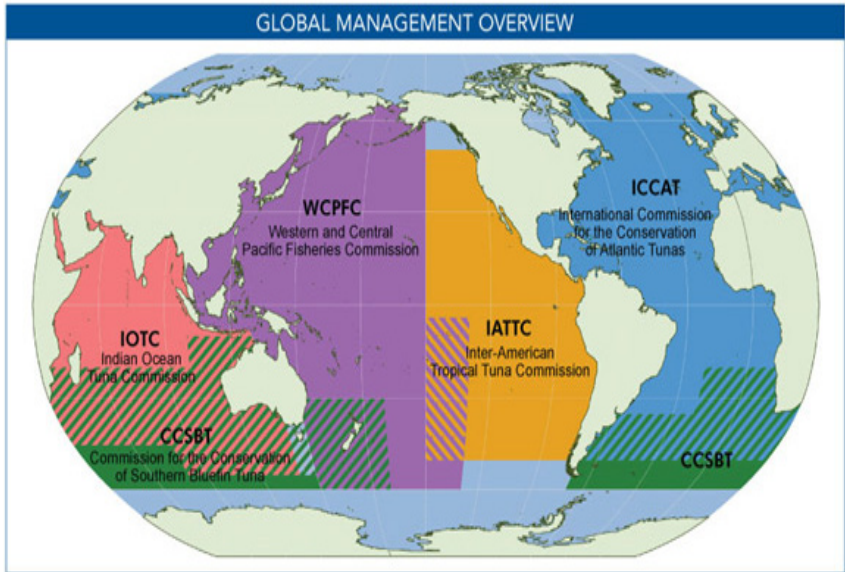 GLOBAL MANAGEMENT OVERVIEW
WCPFC
Western and Central
Pacific Fisheries Commission
ICCAT
International Commission
for the Conservation
of Atlantic Tunas
IOTC
Indian Ocean
Tuna Commission
IATTC
Inter-American
Tropical Tuna Commission
CCSBT
Commission for the Conservation
of Southern Bluefin Tuna
CCSBT